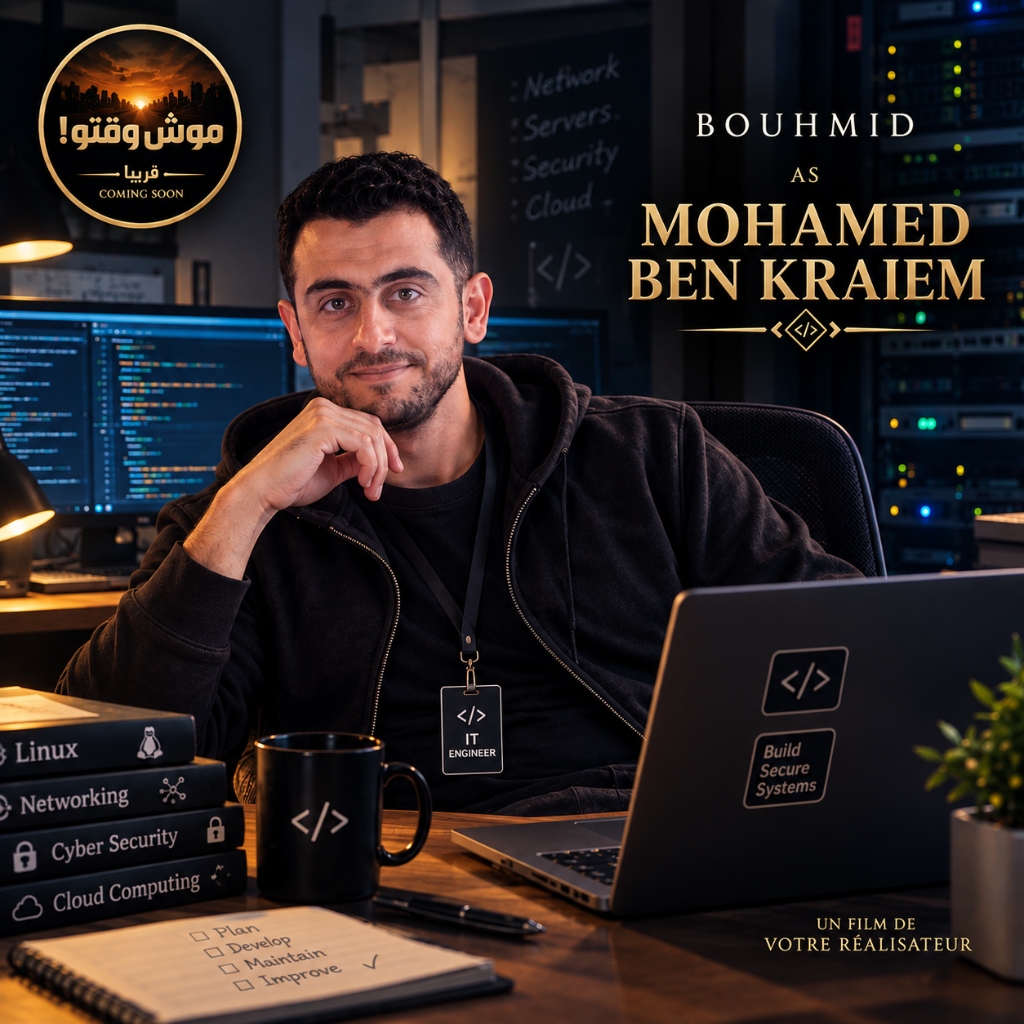 موش وقتو!
قريبا
COMING SOON
Network
Servers
Security
Cloud
</>
BOUHMID
AS
MOHAMED
BEN KRAIEM
</>
</>
IT
ENGINEER
Linux
Networking
Cyber Security
Cloud Computing
</>
</>
Build
Secure
Systems
Plan
Develop
Maintain
Improve ✓
UN FILM DE
VOTRE RÉALISATEUR